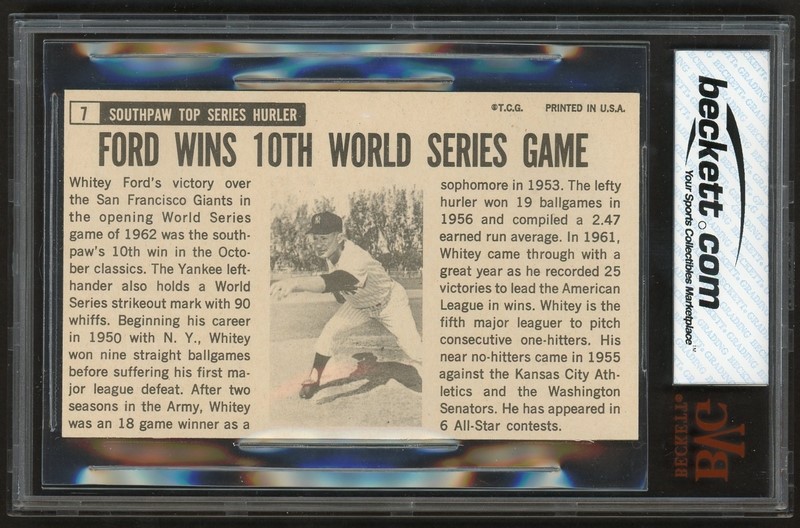 7 SOUTHPAW TOP SERIES HURLER
©T.C.G. PRINTED IN U.S.A.
FORD WINS 10TH WORLD SERIES GAME
Whitey Ford's victory over
the San Francisco Giants in
the opening World Series
game of 1962 was the south-
paw's 10th win in the Octo-
ber classics. The Yankee left-
hander also holds a World
Series strikeout mark with 90
whiffs. Beginning his career
in 1950 with N. Y., Whitey
won nine straight ballgames
before suffering his first ma-
jor league defeat. After two
seasons in the Army, Whitey
was an 18 game winner as a
sophomore in 1953. The lefty
hurler won 19 ballgames in
1956 and compiled a 2.47
earned run average. In 1961,
Whitey came through with a
great year as he recorded 25
victories to lead the American
League in wins. Whitey is the
fifth major leaguer to pitch
consecutive one-hitters. His
near no-hitters came in 1955
against the Kansas City Ath-
letics and the Washington
Senators. He has appeared in
6 All-Star contests.
beckett.com
Your Sports Collectibles Marketplace™
BECKETT
BVG